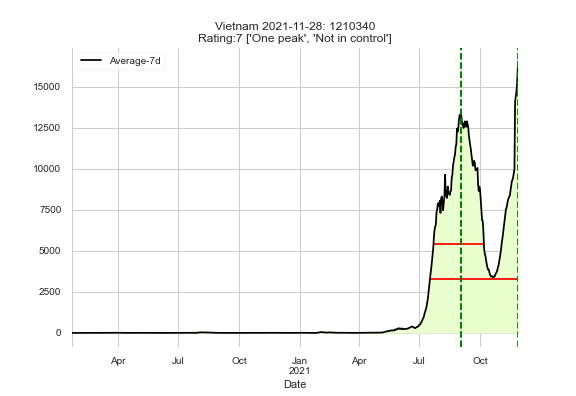 Vietnam 2021-11-28: 1210340
Rating:7 ['One peak', 'Not in control']
Average-7d
15000
12500
10000
7500
5000
2500
0
Apr Jul Oct Jan Apr Jul Oct
2021
Date